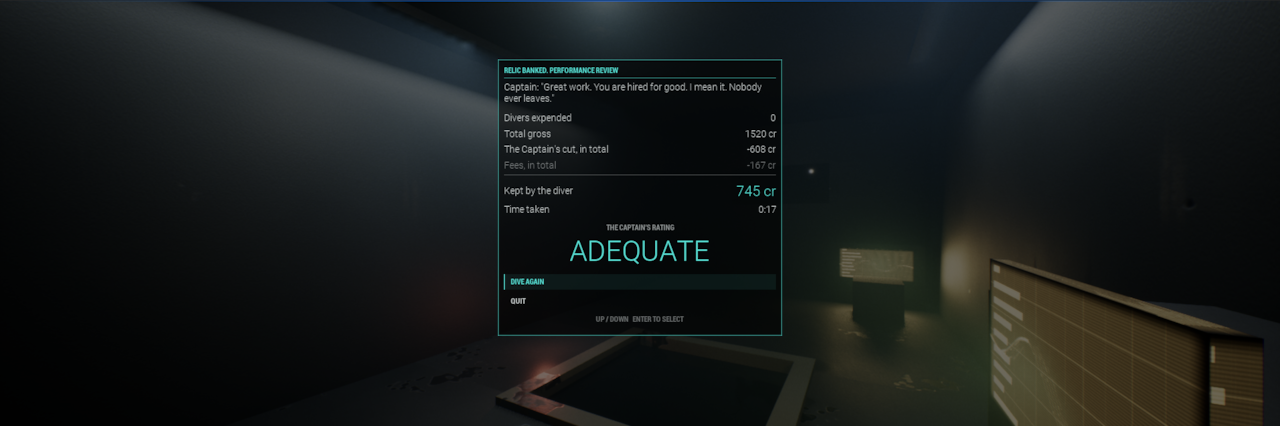 RELIC BANKED. PERFORMANCE REVIEW
Captain: "Great work. You are hired for good. I mean it. Nobody
ever leaves."
Divers expended 0
Total gross 1520 cr
The Captain's cut, in total -608 cr
Fees, in total -167 cr
Kept by the diver 745 cr
Time taken 0:17
THE CAPTAIN'S RATING
ADEQUATE
DIVE AGAIN
QUIT
UP / DOWN ENTER TO SELECT